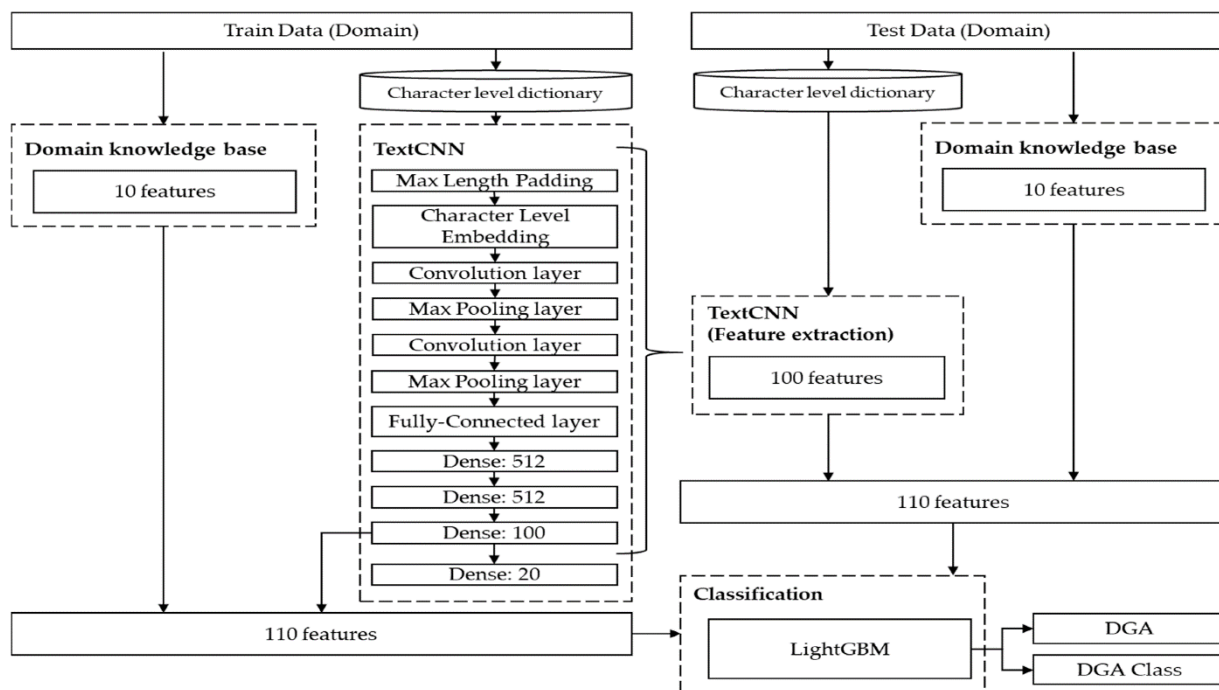 Train Data (Domain)
Test Data (Domain)
Character level dictionary
Character level dictionary
Domain knowledge base
10 features
TextCNN
Max Length Padding
Character Level
Embedding
Convolution layer
Max Pooling layer
Convolution layer
Max Pooling layer
Fully-Connected layer
Dense: 512
Dense: 512
Dense: 100
Dense: 20
Domain knowledge base
10 features
TextCNN
(Feature extraction)
100 features
110 features
110 features
Classification
LightGBM
DGA
DGA Class